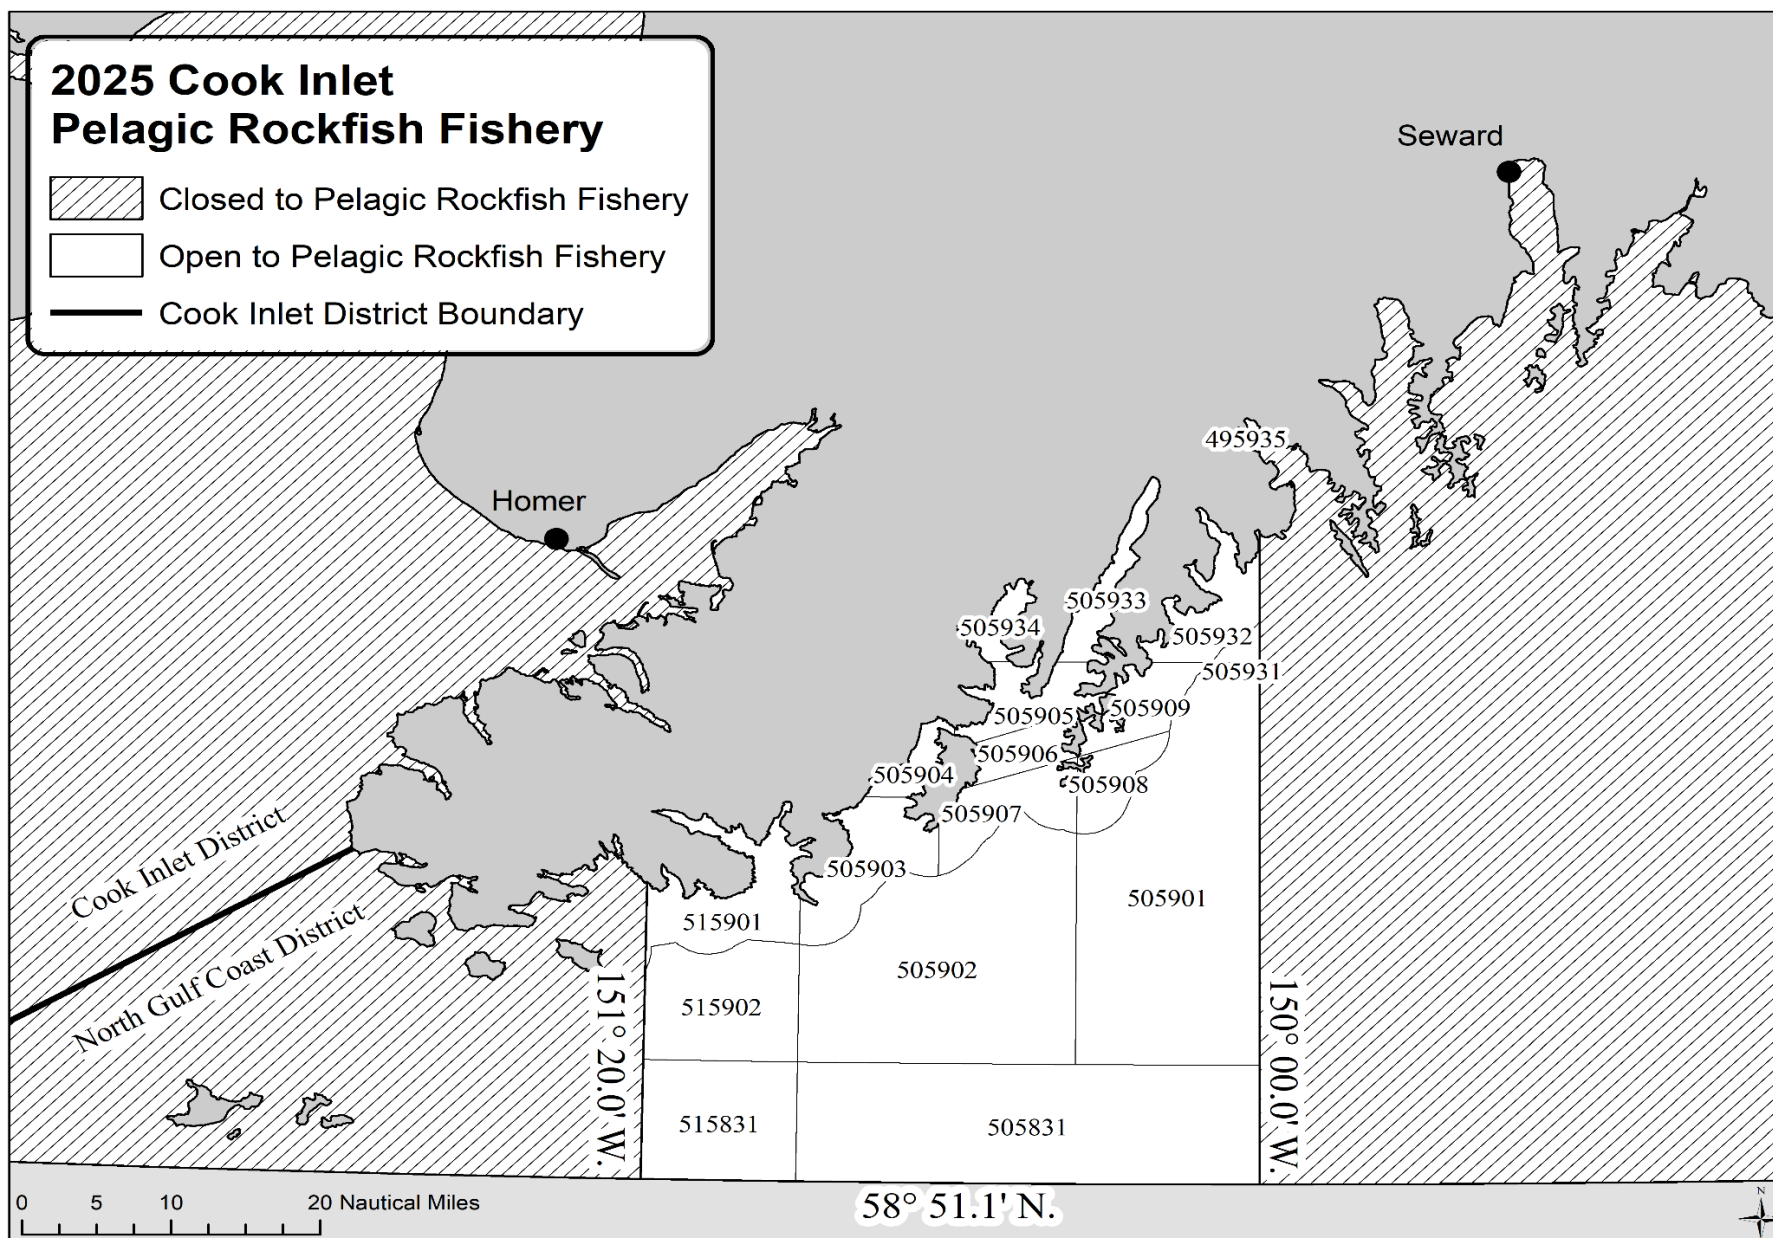 2025 Cook Inlet
Pelagic Rockfish Fishery
Closed to Pelagic Rockfish Fishery
Open to Pelagic Rockfish Fishery
Cook Inlet District Boundary
Seward
495935
Homer
505933
505934
505932
505931
505909
505905
505906
505904
505908
505907
505903
505901
515901
505902
515902
Cook Inlet District
North Gulf Coast District
151° 20.0' W.
150° 00.0' W.
515831
505831
58° 51.1' N.
0 5 10 20 Nautical Miles
N